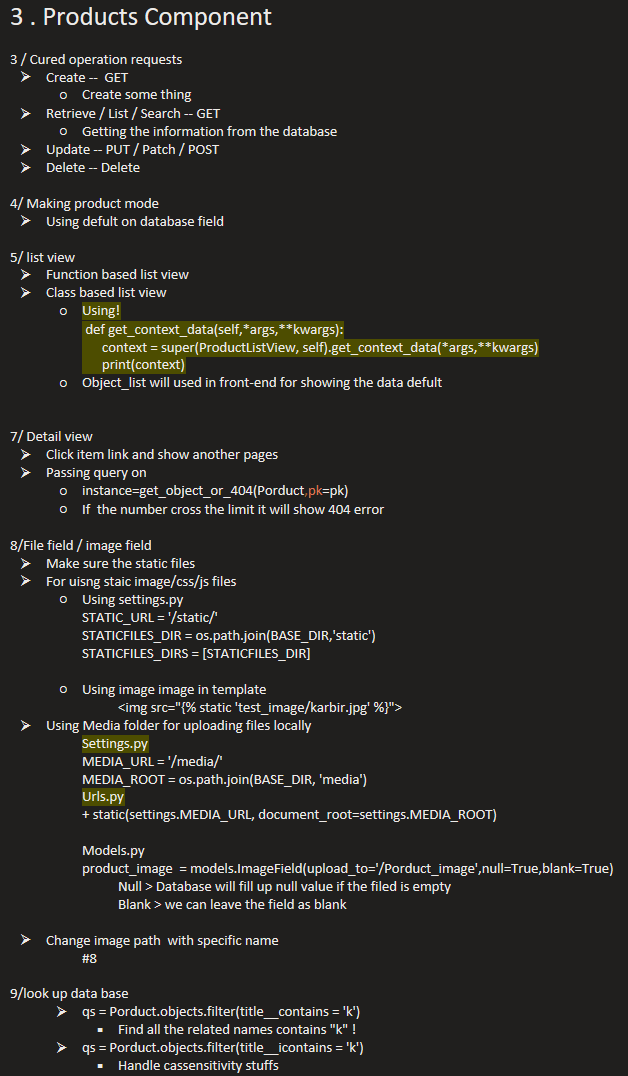 3 . Products Component
3 / Cured operation requests
➢ Create -- GET
o Create some thing
➢ Retrieve / List / Search -- GET
o Getting the information from the database
➢ Update -- PUT / Patch / POST
➢ Delete -- Delete
4/ Making product mode
➢ Using defult on database field
5/ list view
➢ Function based list view
➢ Class based list view
o Using!
def get_context_data(self,*args,**kwargs):
context = super(ProductListView, self).get_context_data(*args,**kwargs)
print(context)
o Object_list will used in front-end for showing the data defult
7/ Detail view
➢ Click item link and show another pages
➢ Passing query on
o instance=get_object_or_404(Porduct,pk=pk)
o If the number cross the limit it will show 404 error
8/File field / image field
➢ Make sure the static files
➢ For uisng staic image/css/js files
o Using settings.py
STATIC_URL = '/static/'
STATICFILES_DIR = os.path.join(BASE_DIR,'static')
STATICFILES_DIRS = [STATICFILES_DIR]
o Using image image in template
<img src="{% static 'test_image/karbir.jpg' %}">
➢ Using Media folder for uploading files locally
Settings.py
MEDIA_URL = '/media/'
MEDIA_ROOT = os.path.join(BASE_DIR, 'media')
Urls.py
+ static(settings.MEDIA_URL, document_root=settings.MEDIA_ROOT)
Models.py
product_image = models.ImageField(upload_to='/Porduct_image',null=True,blank=True)
Null > Database will fill up null value if the filed is empty
Blank > we can leave the field as blank
➢ Change image path with specific name
#8
9/look up data base
➢ qs = Porduct.objects.filter(title__contains = 'k')
▪ Find all the related names contains "k" !
➢ qs = Porduct.objects.filter(title__icontains = 'k')
▪ Handle cassensitivity stuffs